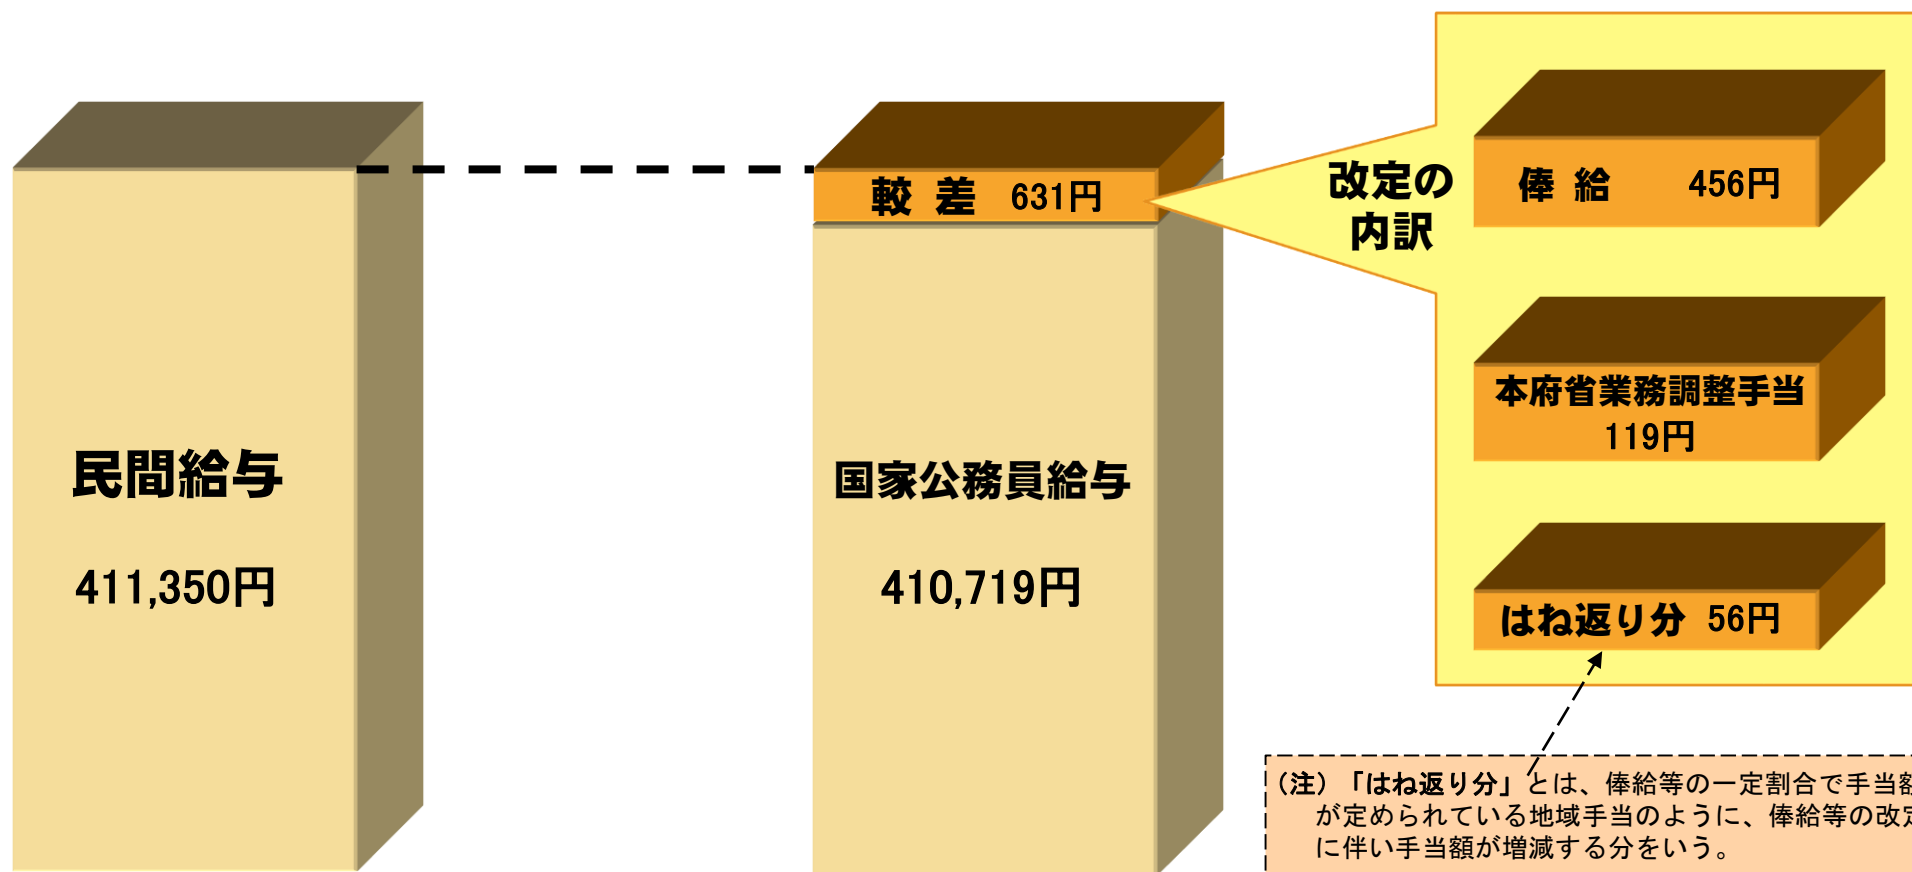 民間給与
411,350円
較差 631円
国家公務員給与
410,719円
改定の
内訳
俸給 456円
本府省業務調整手当
119円
はね返り分 56円
（注）「はね返り分」とは、俸給等の一定割合で手当額
が定められている地域手当のように、俸給等の改定
に伴い手当額が増減する分をいう。